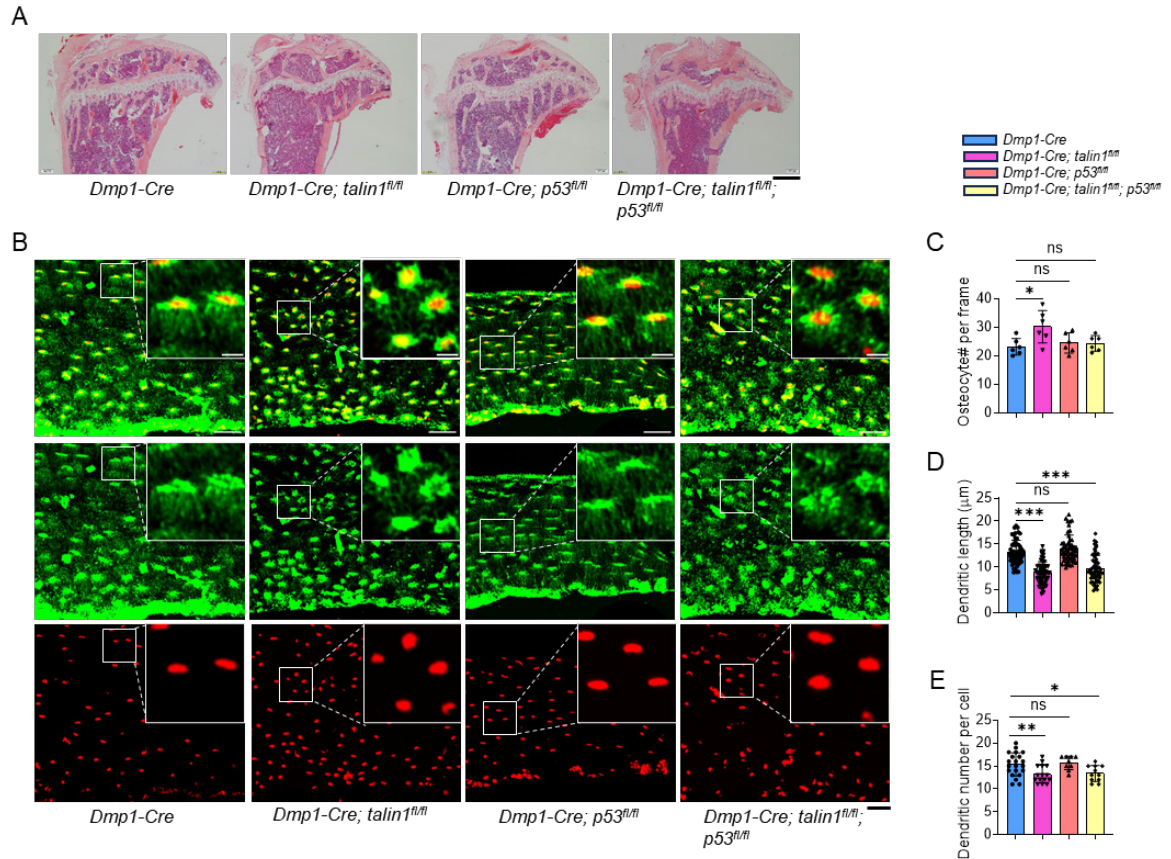 A
Dmp1-Cre
Dmp1-Cre; talin1fl/fl
Dmp1-Cre; p53fl/fl
Dmp1-Cre; talin1fl/fl;
p53fl/fl
Dmp1-Cre
Dmp1-Cre; talin1fl/fl
Dmp1-Cre; p53fl/fl
Dmp1-Cre; talin1fl/fl; p53fl/fl
B
Dmp1-Cre
Dmp1-Cre; talin1fl/fl
Dmp1-Cre; p53fl/fl
Dmp1-Cre; talin1fl/fl;
p53fl/fl
C
ns
ns
*
Osteocyte# per frame
40
30
20
10
0
D
***
ns
***
Dendritic length (μm)
25
20
15
10
5
0
E
*
ns
**
Dendritic number per cell
25
20
15
10
5
0